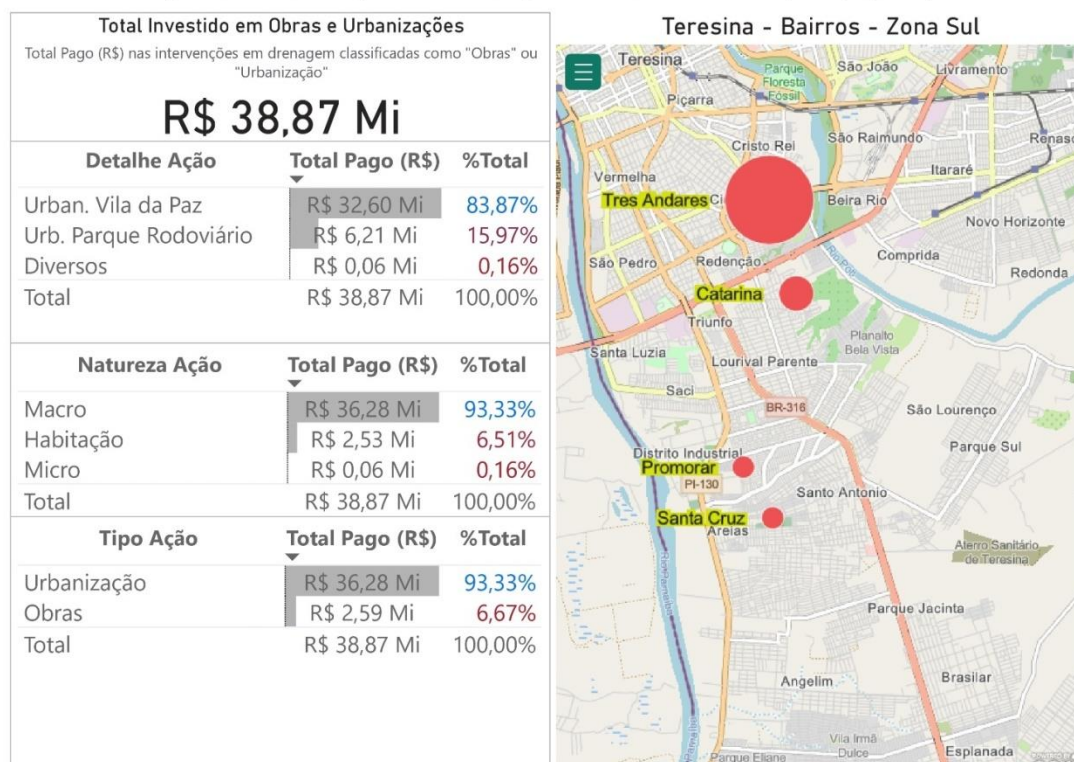 Total Investido em Obras e Urbanizações
Total Pago (R$) nas intervenções em drenagem classificadas como "Obras" ou
"Urbanização"
R$ 38,87 Mi
Detalhe Ação Total Pago (R$) %Total
Urban. Vila da Paz R$ 32,60 Mi 83,87%
Urb. Parque Rodoviário R$ 6,21 Mi 15,97%
Diversos R$ 0,06 Mi 0,16%
Total R$ 38,87 Mi 100,00%
Natureza Ação Total Pago (R$) %Total
Macro R$ 36,28 Mi 93,33%
Habitação R$ 2,53 Mi 6,51%
Micro R$ 0,06 Mi 0,16%
Total R$ 38,87 Mi 100,00%
Tipo Ação Total Pago (R$) %Total
Urbanização R$ 36,28 Mi 93,33%
Obras R$ 2,59 Mi 6,67%
Total R$ 38,87 Mi 100,00%
Teresina - Bairros - Zona Sul
Teresina
Parque
Floresta
Fóssil
São João
Livramento
Piçarra
São Raimundo
Cristo Rei
Itararé
Vermelha
Tres Andares
Beira Rio
Novo Horizonte
Comprida
São Pedro
Redenção
Redonda
Catarina
Triunfo
Planalto
Bela Vista
Santa Luzia
Lourival Parente
Saci
BR-316
São Lourenço
Parque Sul
Distrito Industrial
Promorar
PI-130
Santo Antonio
Santa Cruz
Areias
Aterro Sanitário
de Teresina
Rio Parnaíba
Parque Jacinta
Angelim
Brasilar
Vila Irmã
Dulce
Parque Eliane
Esplanada